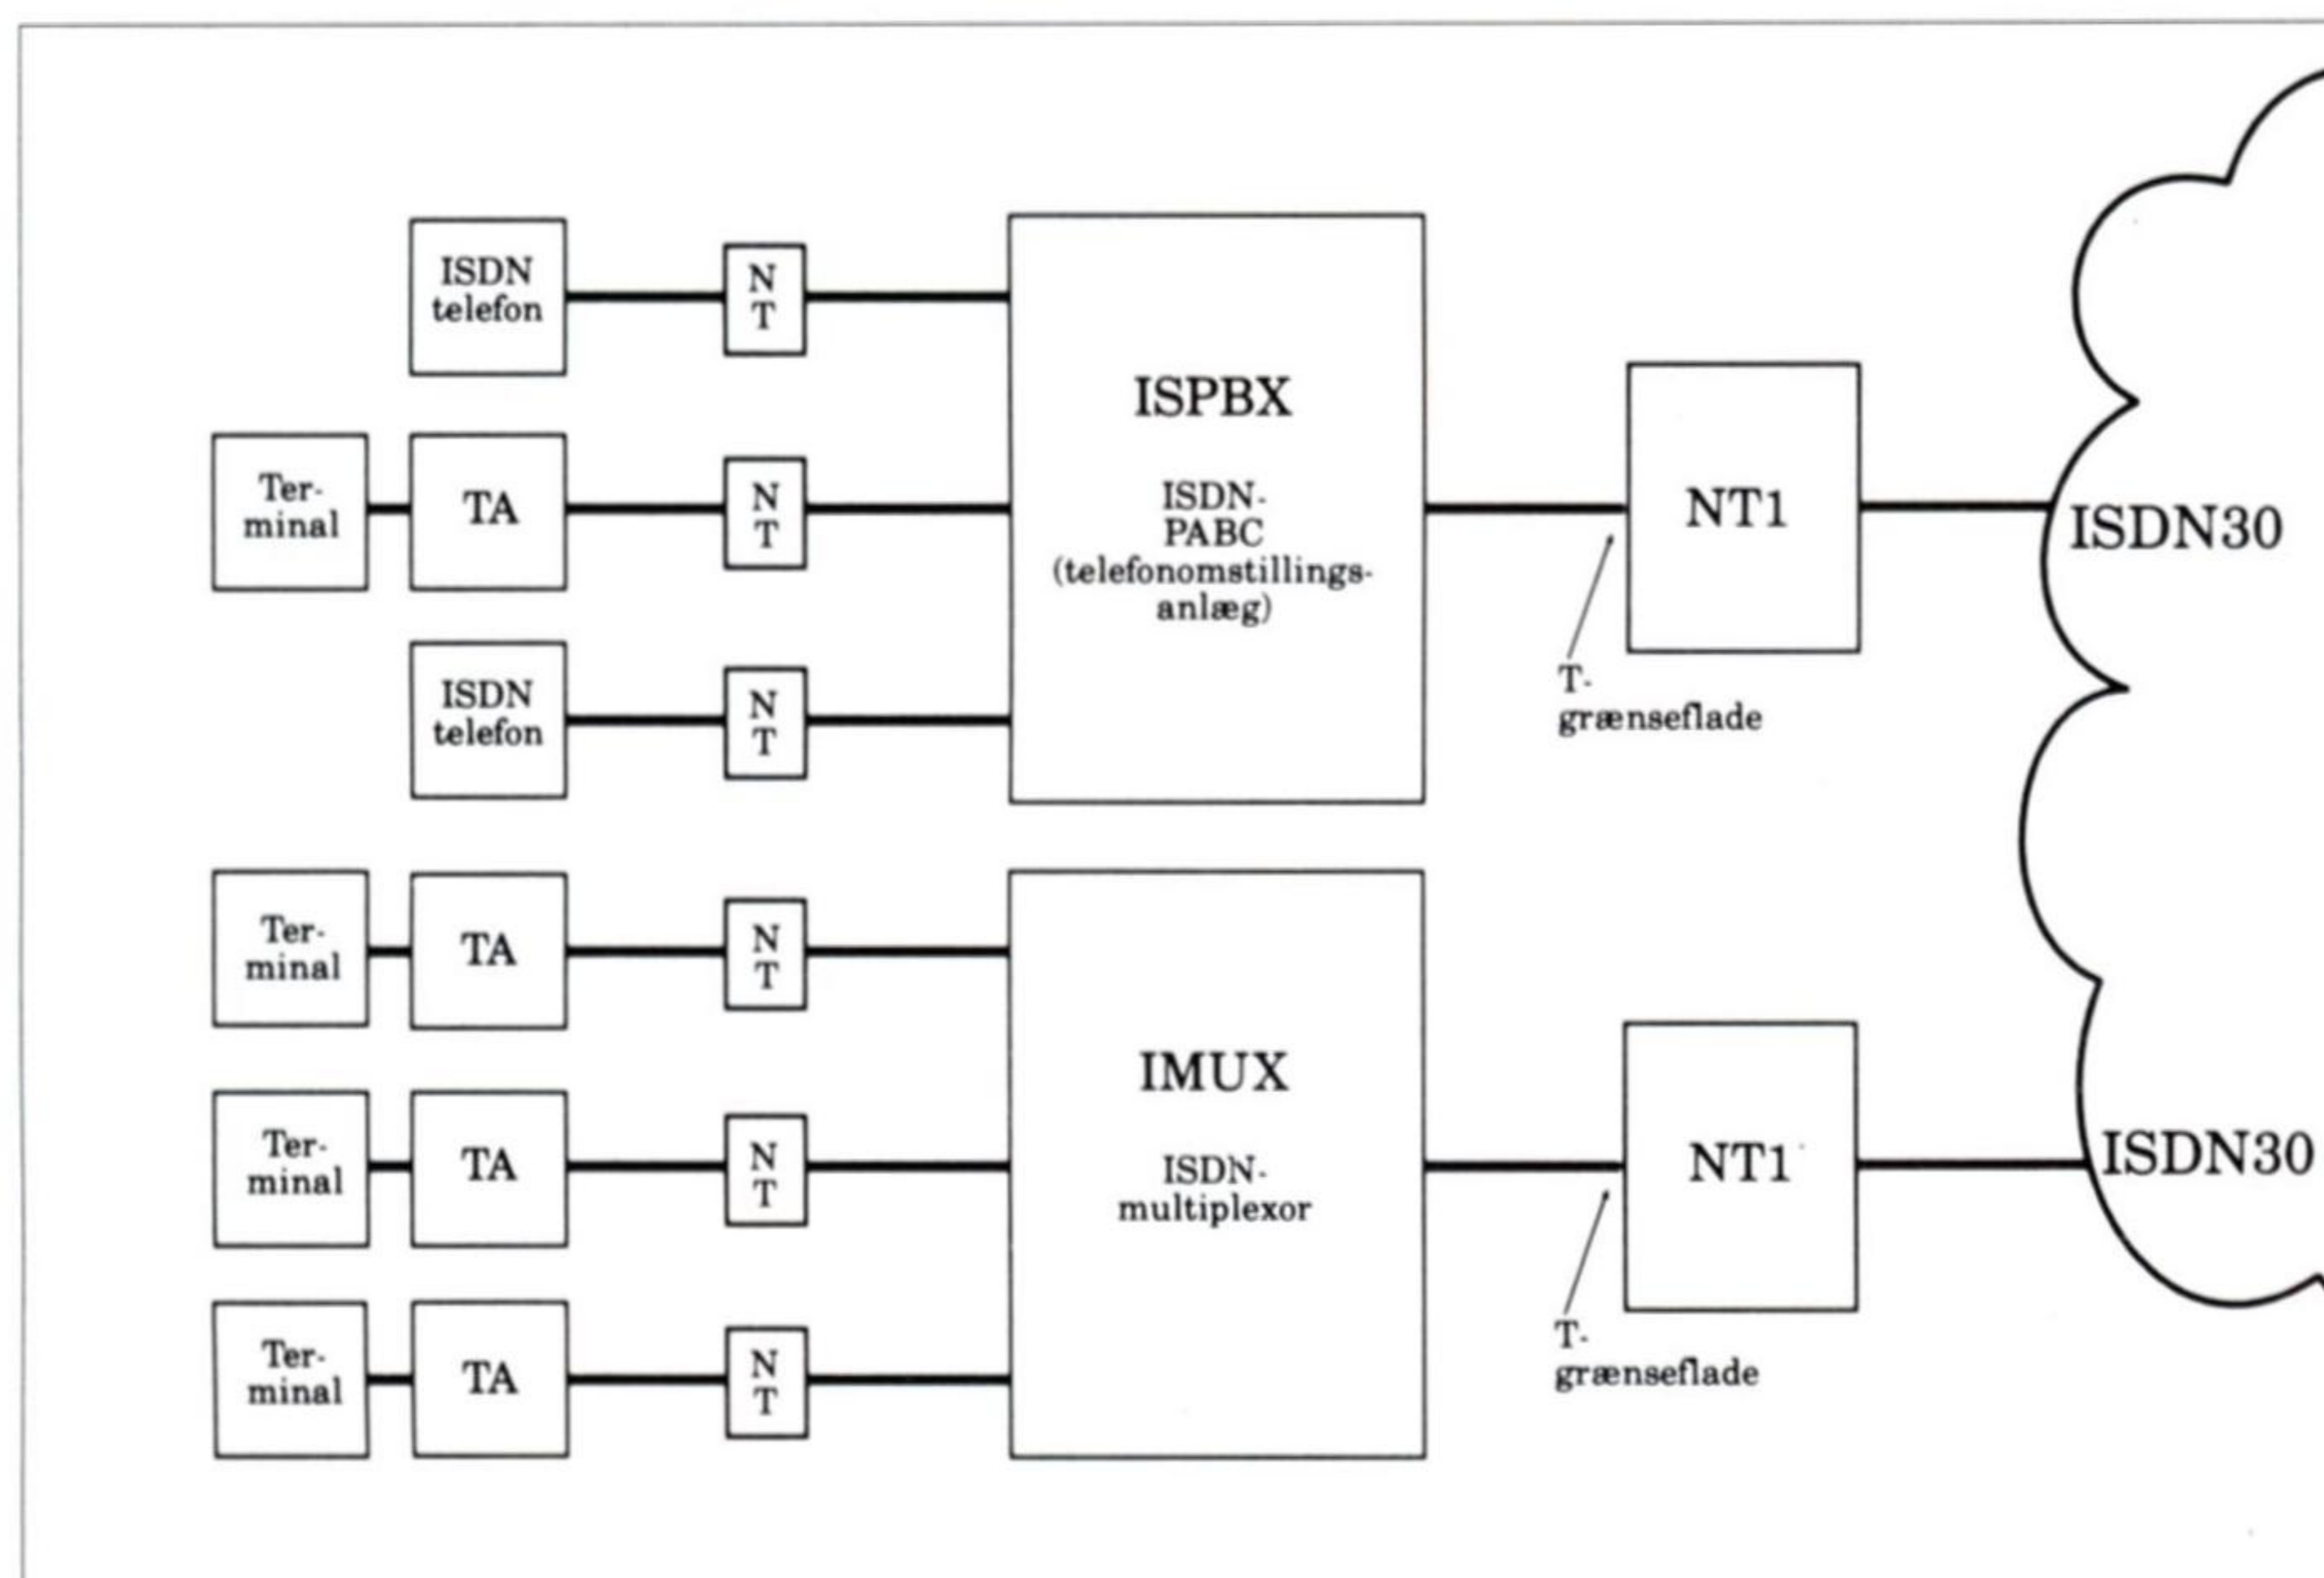 ISDN
telefon
N
T
Ter-
minal
TA
N
T
ISDN
telefon
N
T
ISPBX
ISDN-
PABC
(telefonomstillings-
anlæg)
NT1
T-
grænseflade
ISDN30
Ter-
minal
TA
N
T
Ter-
minal
TA
N
T
Ter-
minal
TA
N
T
IMUX
ISDN-
multiplexor
NT1
T-
grænseflade
ISDN30